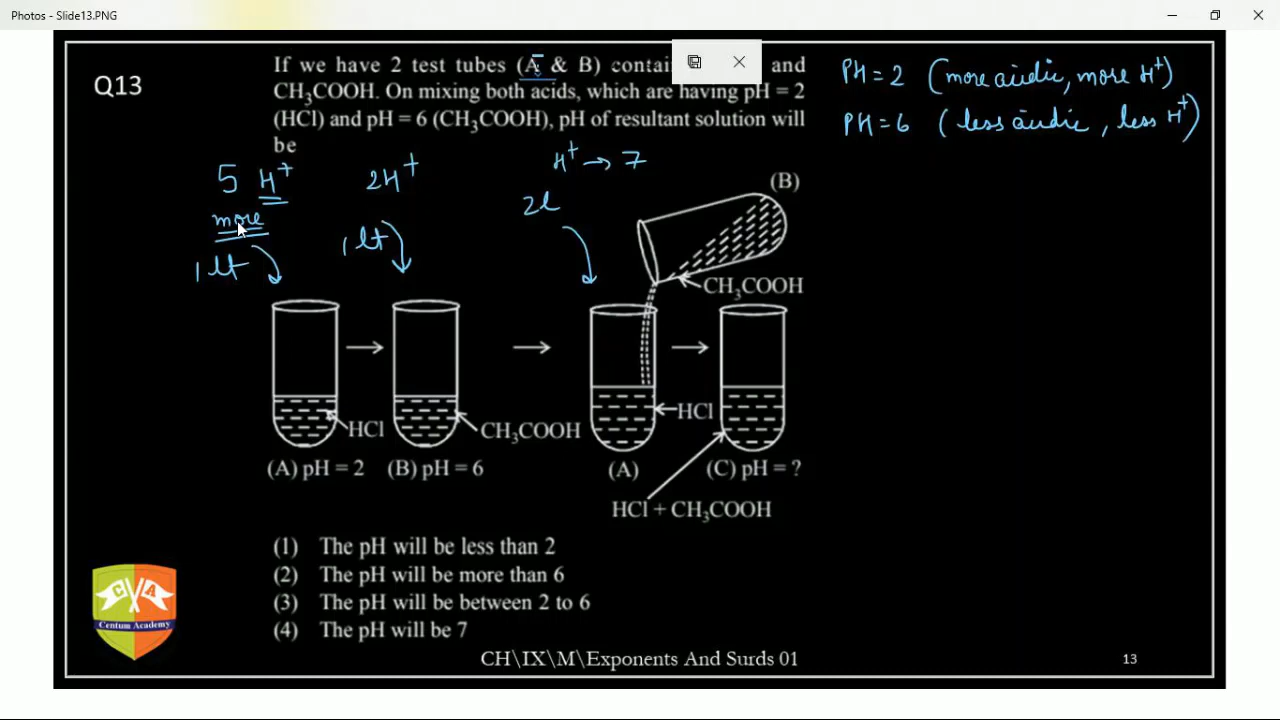 Photos - Slide13.PNG
Q13
If we have 2 test tubes (A & B) contai and
CH₃COOH. On mixing both acids, which are having pH = 2
(HCl) and pH = 6 (CH₃COOH), pH of resultant solution will
be
PH = 2 (more acidic, more H⁺)
PH = 6 (less acidic, less H⁺)
5 H⁺
more
1 lt
2H⁺
1 lt
H⁺ → 7
2l
(B)
CH₃COOH
HCl
CH₃COOH
HCl
(A) pH = 2
(B) pH = 6
(A)
(C) pH = ?
HCl + CH₃COOH
(1) The pH will be less than 2
(2) The pH will be more than 6
(3) The pH will be between 2 to 6
(4) The pH will be 7
C A
Centum Academy
CH\IX\M\Exponents And Surds 01
13